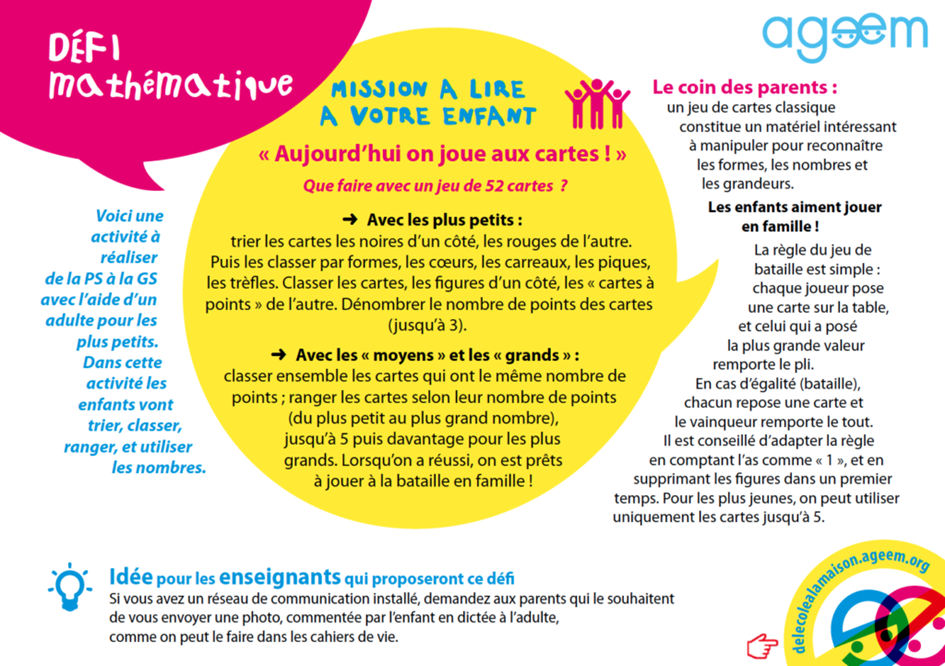 DÉFI
mathématique
ageem
MISSION A LIRE
A VOTRE ENFANT
« Aujourd’hui on joue aux cartes ! »
Que faire avec un jeu de 52 cartes ?
➜ Avec les plus petits :
trier les cartes les noires d’un côté, les rouges de l’autre.
Puis les classer par formes, les cœurs, les carreaux, les piques,
les trèfles. Classer les cartes, les figures d’un côté, les « cartes à
points » de l’autre. Dénombrer le nombre de points des cartes
(jusqu’à 3).
➜ Avec les « moyens » et les « grands » :
classer ensemble les cartes qui ont le même nombre de
points ; ranger les cartes selon leur nombre de points
(du plus petit au plus grand nombre),
jusqu’à 5 puis davantage pour les plus
grands. Lorsqu’on a réussi, on est prêts
à jouer à la bataille en famille !
Voici une
activité à
réaliser
de la PS à la GS
avec l’aide d’un
adulte pour les
plus petits.
Dans cette
activité les
enfants vont
trier, classer,
ranger, et utiliser
les nombres.
Le coin des parents :
un jeu de cartes classique
constitue un matériel intéressant
à manipuler pour reconnaître
les formes, les nombres et
les grandeurs.
Les enfants aiment jouer
en famille !
La règle du jeu de
bataille est simple :
chaque joueur pose
une carte sur la table,
et celui qui a posé
la plus grande valeur
remporte le pli.
En cas d’égalité (bataille),
chacun repose une carte et
le vainqueur remporte le tout.
Il est conseillé d’adapter la règle
en comptant l’as comme « 1 », et en
supprimant les figures dans un premier
temps. Pour les plus jeunes, on peut utiliser
uniquement les cartes jusqu’à 5.
Idée pour les enseignants qui proposeront ce défi
Si vous avez un réseau de communication installé, demandez aux parents qui le souhaitent
de vous envoyer une photo, commentée par l’enfant en dictée à l’adulte,
comme on peut le faire dans les cahiers de vie.
delecolealamaison.ageem.org